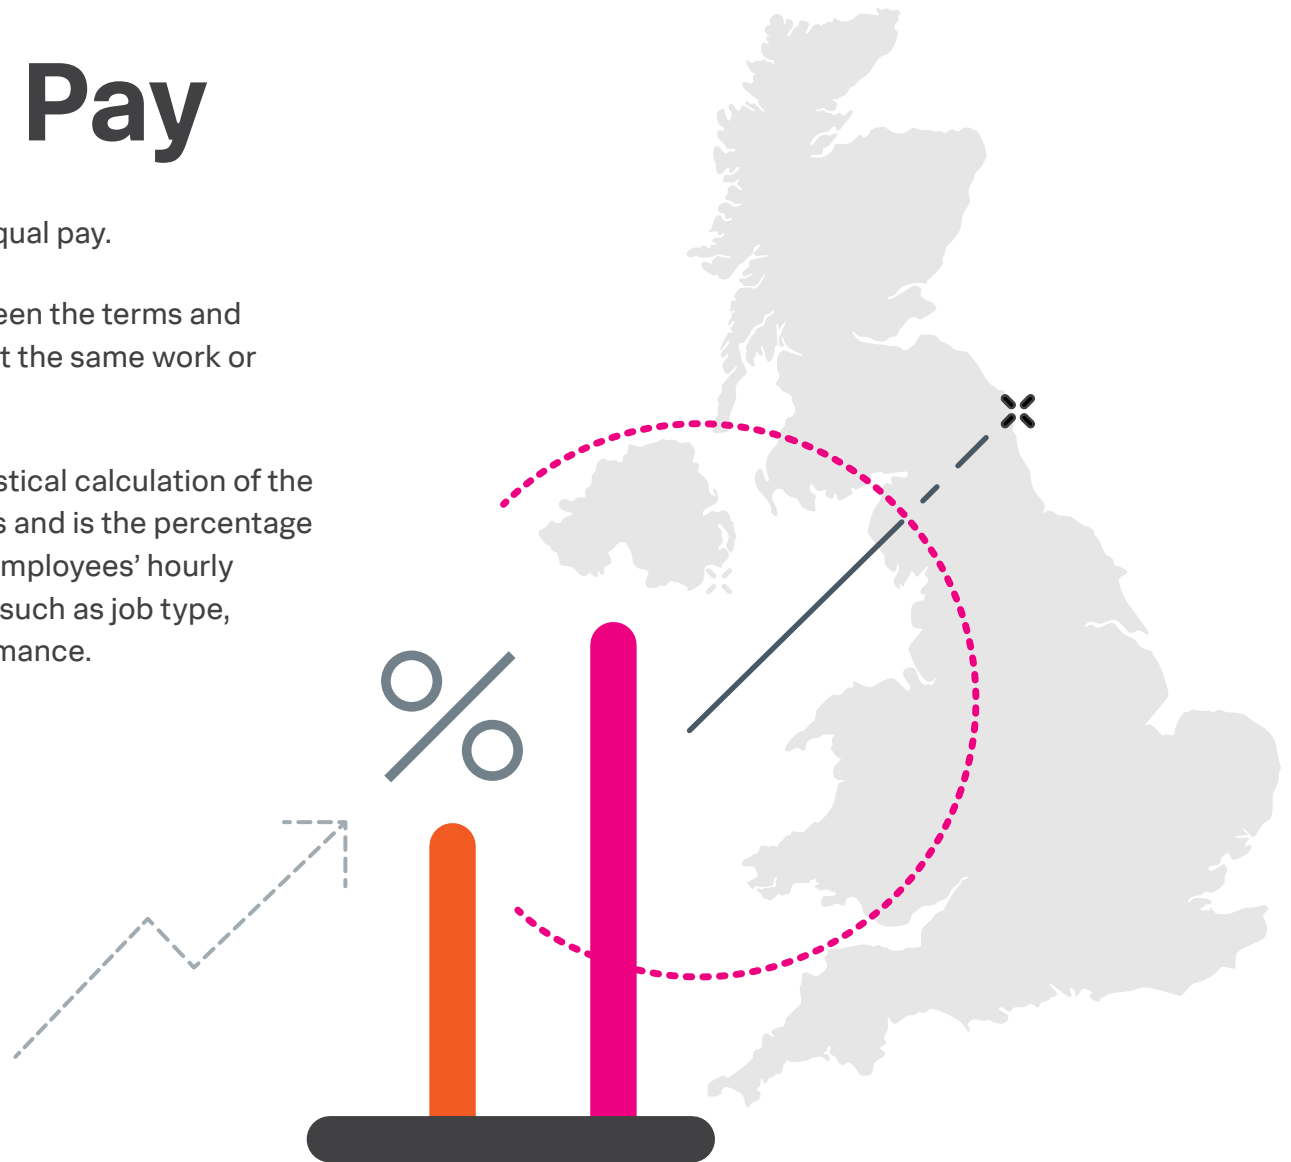 Pay
qual pay.
een the terms and
t the same work or
stical calculation of the
s and is the percentage
mployees’ hourly
such as job type,
mance.
%